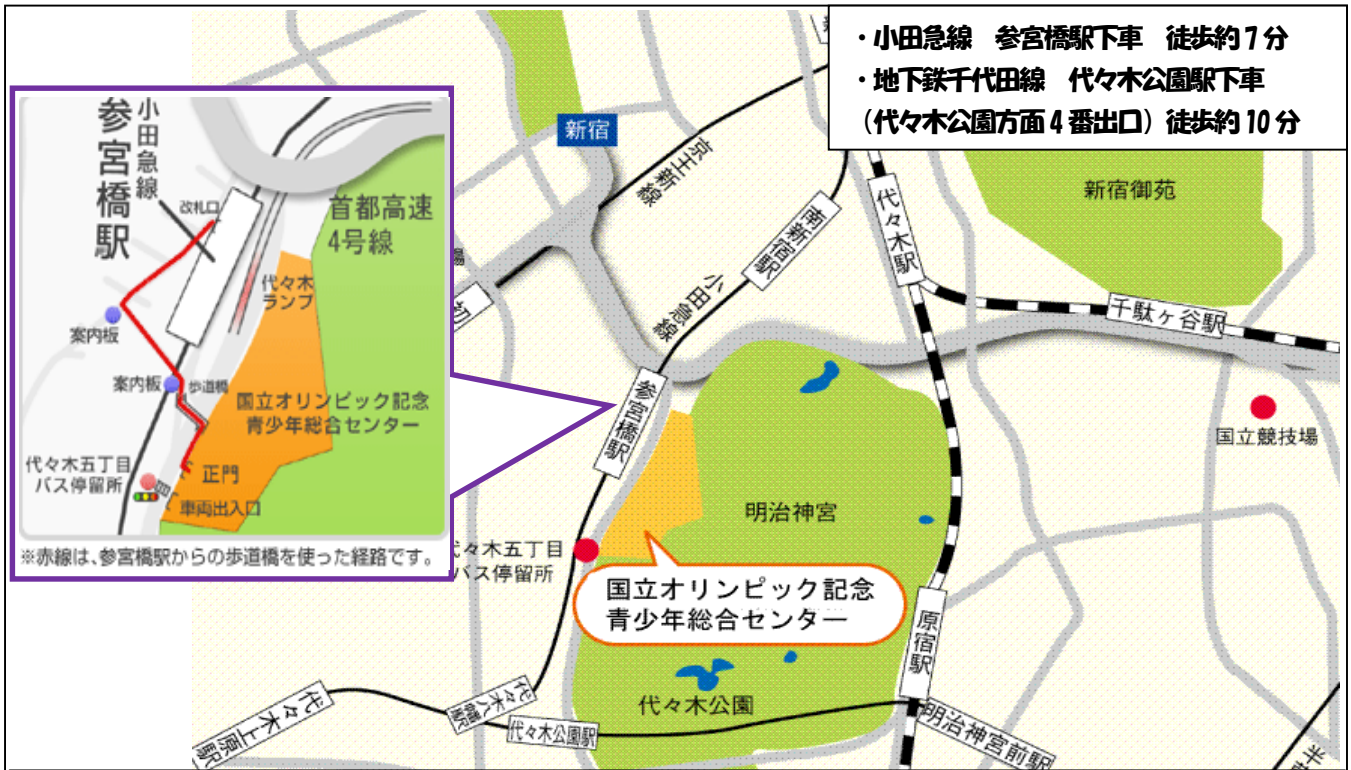 ・小田急線 参宮橋駅下車 徒歩約7分
・地下鉄千代田線 代々木公園駅下車
（代々木公園方面4番出口）徒歩約10分
小田急線
参宮橋駅
改札口
首都高速
4号線
代々木
ランプ
案内板
案内板
歩道橋
国立オリンピック記念
青少年総合センター
代々木五丁目
バス停留所
正門
車両出入口
※赤線は、参宮橋駅からの歩道橋を使った経路です。
新宿
京王新線
新宿御苑
代々木駅
南新宿駅
小田急線
場
初
千駄ヶ谷駅
参宮橋駅
国立競技場
明治神宮
代々木五丁目
バス停留所
国立オリンピック記念
青少年総合センター
原宿駅
代々木公園
代々木上原駅
代々木八幡駅
代々木公園駅
明治神宮前駅
半